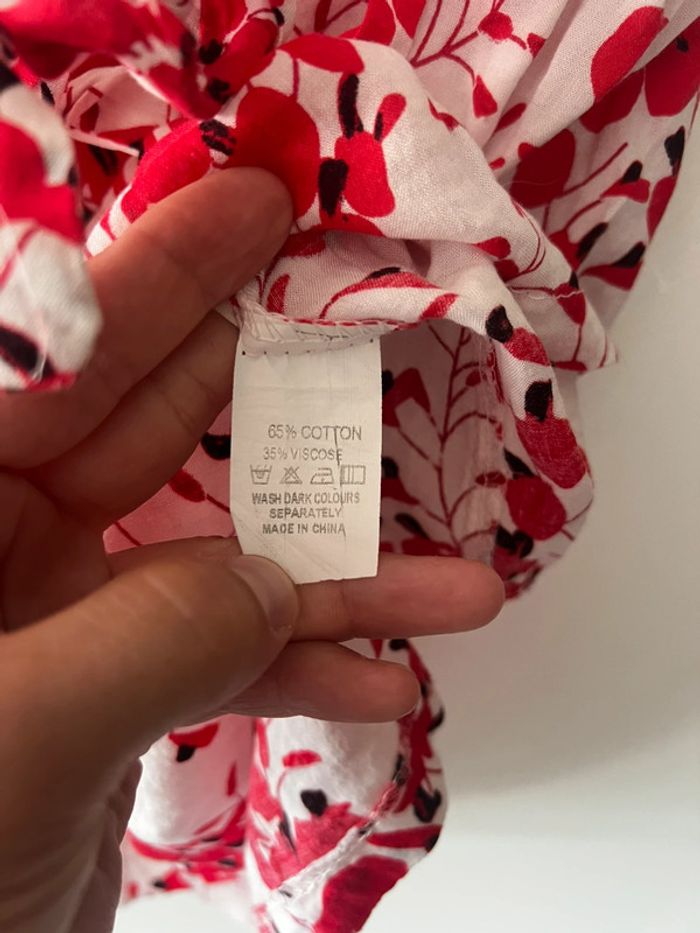 65% COTTON
35% VISCOSE
WASH DARK COLOURS
SEPARATELY
MADE IN CHINA